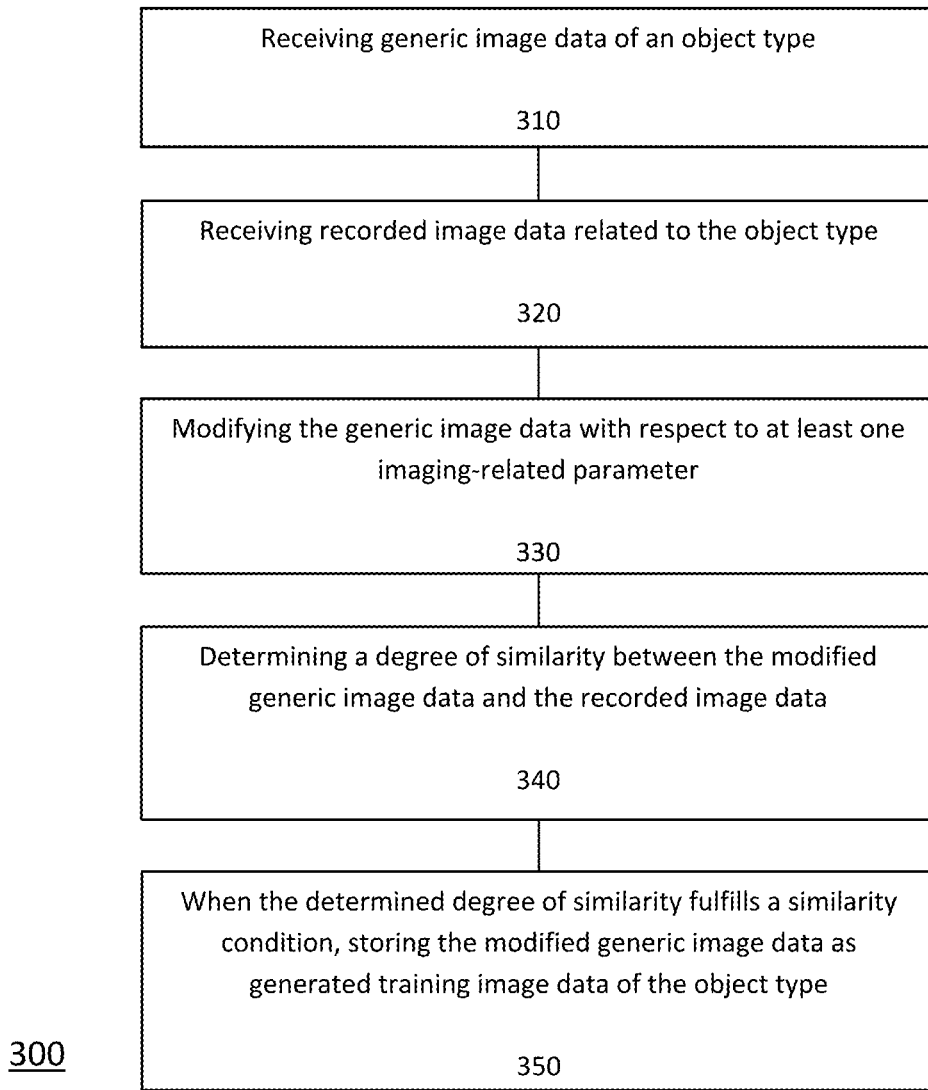 Receiving generic image data of an object type
310
Receiving recorded image data related to the object type
320
Modifying the generic image data with respect to at least one
imaging-related parameter
330
Determining a degree of similarity between the modified
generic image data and the recorded image data
340
When the determined degree of similarity fulfills a similarity
condition, storing the modified generic image data as
generated training image data of the object type
350
300